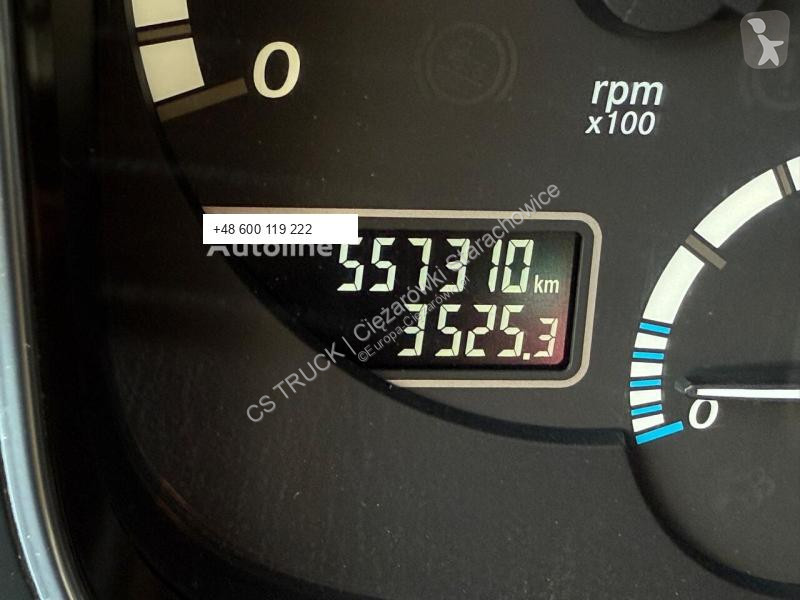 0
rpm
x100
+48 600 119 222
Autoline
557310 km
3525.3
CS TRUCK | Ciężarówki Starachowice
©Europa-Ciężarówki.pl
0